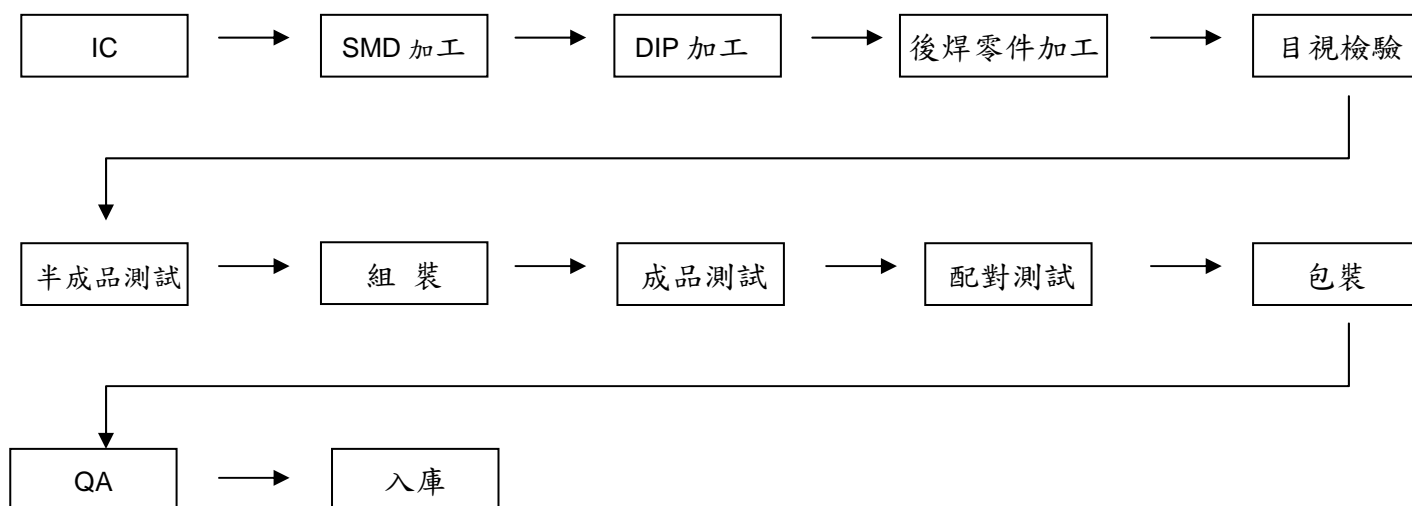 IC
SMD 加工
DIP 加工
後焊零件加工
目視檢驗
半成品測試
組 裝
成品測試
配對測試
包裝
QA
入庫